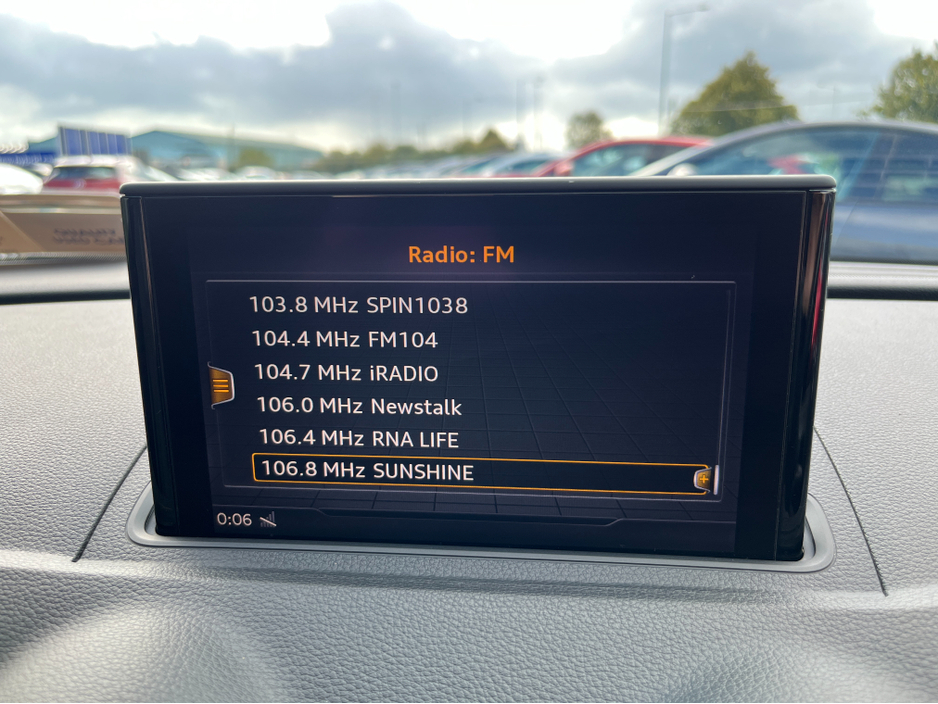 Radio: FM
103.8 MHz SPIN1038
104.4 MHz FM104
104.7 MHz iRADIO
106.0 MHz Newstalk
106.4 MHz RNA LIFE
106.8 MHz SUNSHINE
0:06